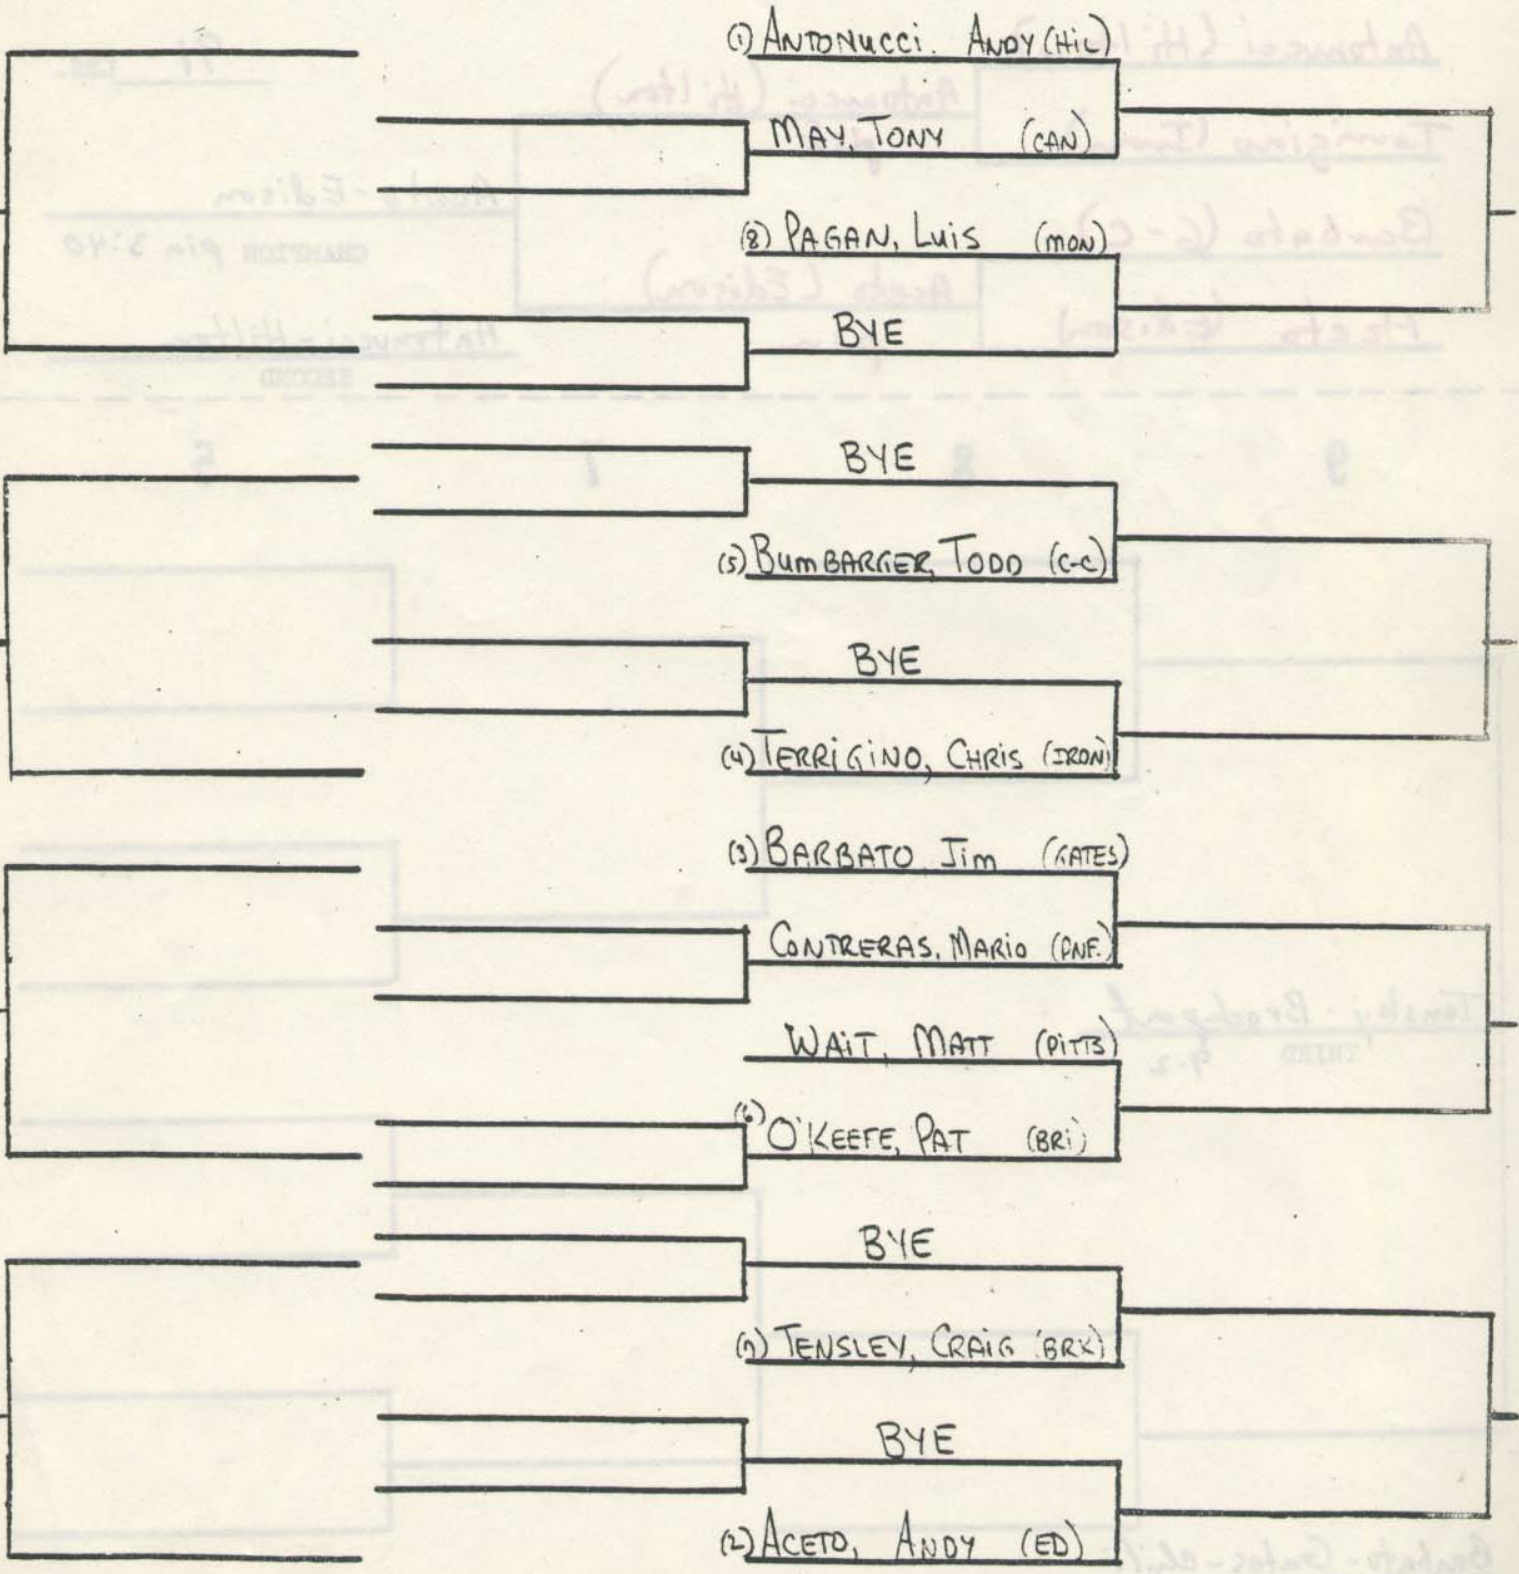 (1) ANTONUCCI. ANDY (HIL)
MAY, TONY (CAN)
(8) PAGAN, LUIS (MON)
BYE
BYE
(5) BUMBARGER, TODD (C-C)
BYE
(4) TERRIGINO, CHRIS (IRON)
(3) BARBATO, JIM (GATES)
CONTRERAS, MARIO (PNF.)
WAIT, MATT (PITTS)
(6) O'KEEFE, PAT (BRI)
BYE
(7) TENSLEY, CRAIG (BRK)
BYE
(2) ACETO, ANDY (ED)